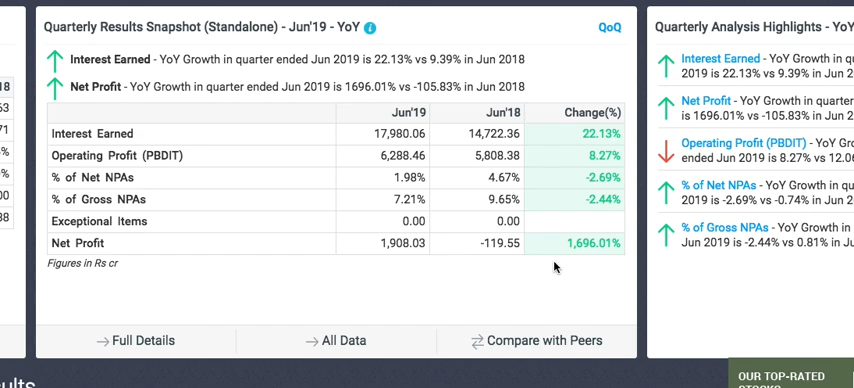 Quarterly Results Snapshot (Standalone) - Jun'19 - YoY
QoQ
Interest Earned - YoY Growth in quarter ended Jun 2019 is 22.13% vs 9.39% in Jun 2018
Net Profit - YoY Growth in quarter ended Jun 2019 is 1696.01% vs -105.83% in Jun 2018
Jun'19 Jun'18 Change(%)
Interest Earned 17,980.06 14,722.36 22.13%
Operating Profit (PBDIT) 6,288.46 5,808.38 8.27%
% of Net NPAs 1.98% 4.67% -2.69%
% of Gross NPAs 7.21% 9.65% -2.44%
Exceptional Items 0.00 0.00
Net Profit 1,908.03 -119.55 1,696.01%
Figures in Rs cr
Full Details
All Data
Compare with Peers
Quarterly Analysis Highlights - YoY
Interest Earned - YoY Growth in qu
2019 is 22.13% vs 9.39% in Jun 2
Net Profit - YoY Growth in quarter
is 1696.01% vs -105.83% in Jun 2
Operating Profit (PBDIT) - YoY Gro
ended Jun 2019 is 8.27% vs 12.06
% of Net NPAs - YoY Growth in qua
2019 is -2.69% vs -0.74% in Jun 2
% of Gross NPAs - YoY Growth in
Jun 2019 is -2.44% vs 0.81% in Ju
OUR TOP-RATED